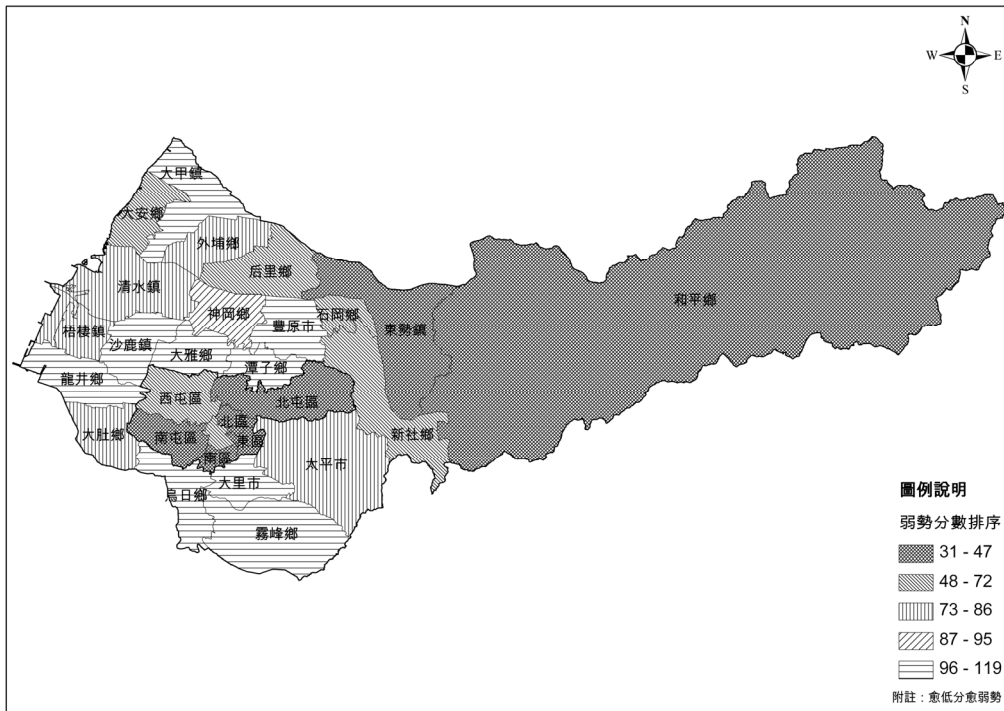 N
W
E
S
大甲鎮
大安鄉
外埔鄉
后里鄉
清水鎮
和平鄉
神岡鄉
石岡鄉
豐原市
東勢鎮
梧棲鎮
沙鹿鎮
大雅鄉
潭子鄉
龍井鄉
西屯區
北屯區
北區
大肚鄉
南屯區
東區
新社鄉
南區
太平市
大里市
烏日鄉
霧峰鄉
圖例說明
弱勢分數排序
31 - 47
48 - 72
73 - 86
87 - 95
96 - 119
附註：愈低分愈弱勢